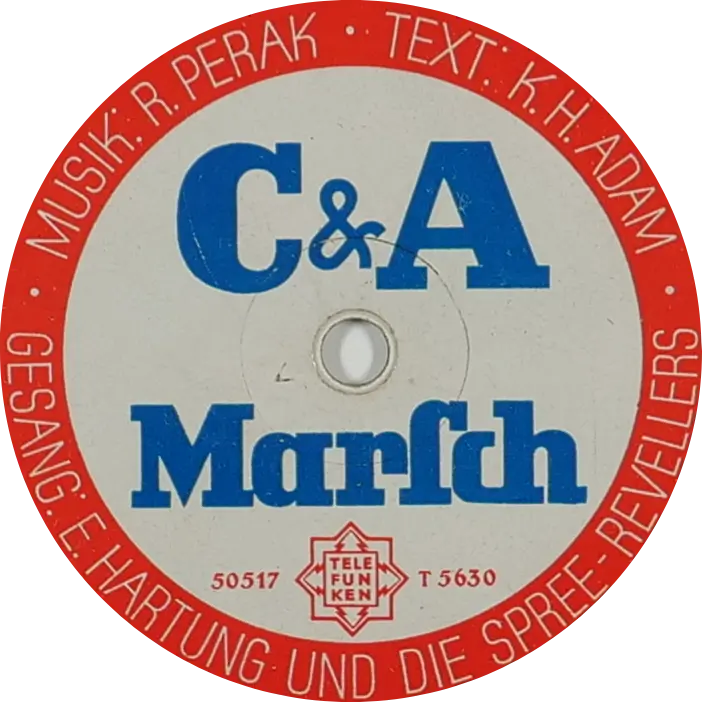 MUSIK: R. PERAK · TEXT: K. H. ADAM
C&A
Marſch
50517
TELE
FUN
KEN
T 5630
GESANG: E. HARTUNG UND DIE SPREE-REVELLERS